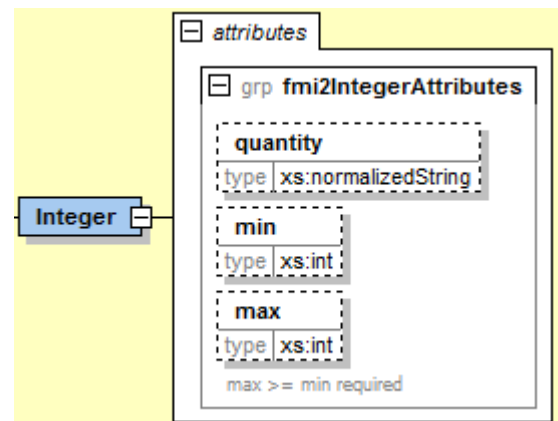 attributes
grp fmi2IntegerAttributes
quantity
type xs:normalizedString
Integer
min
type xs:int
max
type xs:int
max >= min required